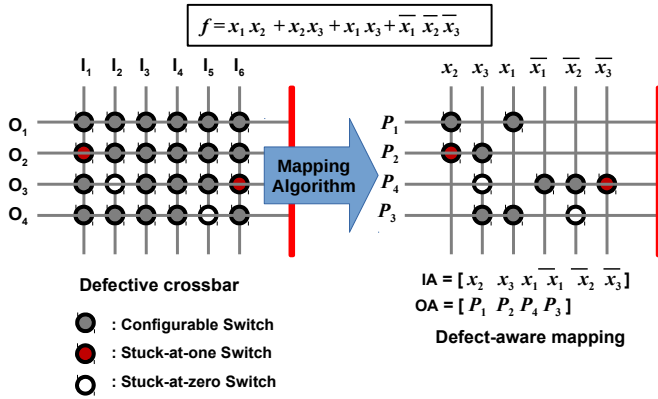 f = x₁ x₂ + x₂ x₃ + x₁ x₃ + x̅₁ x̅₂ x̅₃
I₁ I₂ I₃ I₄ I₅ I₆
x₂ x₃ x₁ x̅₁ x̅₂ x̅₃
O₁
O₂
O₃
O₄
Mapping
Algorithm
P₁
P₂
P₄
P₃
IA = [ x₂ x₃ x₁ x̅₁ x̅₂ x̅₃ ]
OA = [ P₁ P₂ P₄ P₃ ]
Defective crossbar
Defect-aware mapping
: Configurable Switch
: Stuck-at-one Switch
: Stuck-at-zero Switch